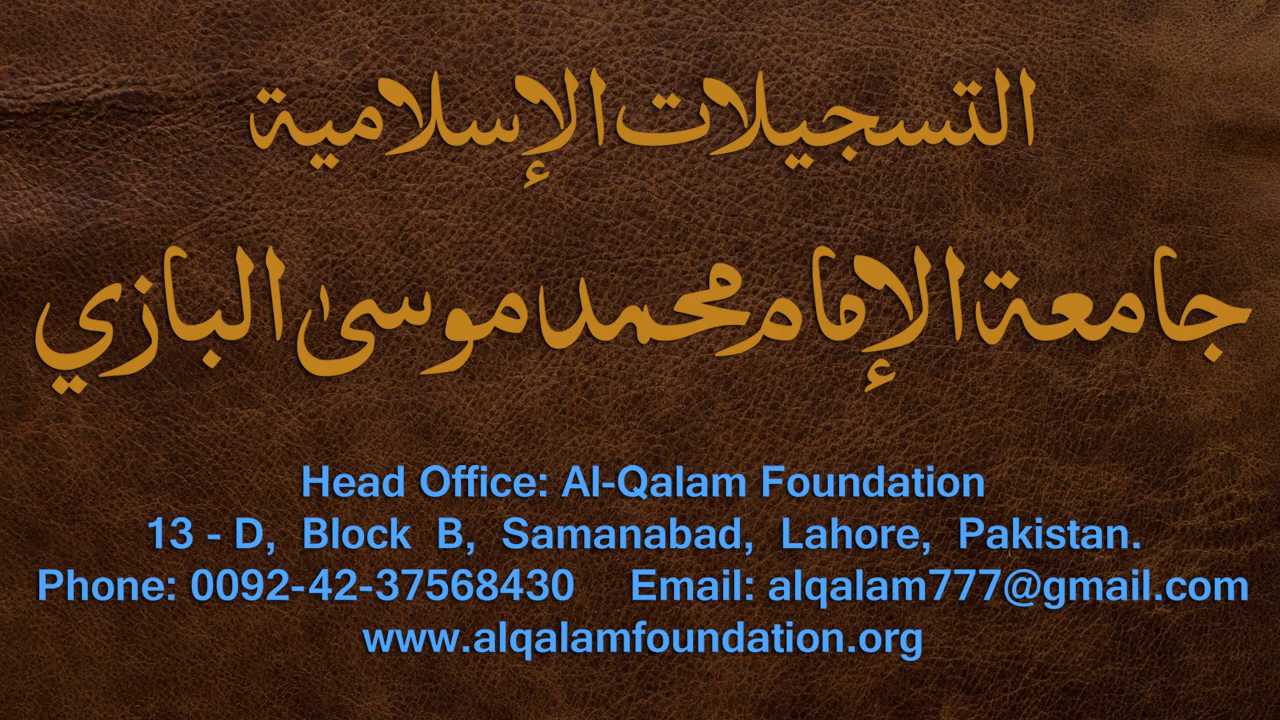 التسجيلات الإسلامية
جامعة الإمام محمد موسىٰ البازي
Head Office: Al-Qalam Foundation
13 - D, Block B, Samanabad, Lahore, Pakistan.
Phone: 0092-42-37568430 Email: alqalam777@gmail.com
www.alqalamfoundation.org